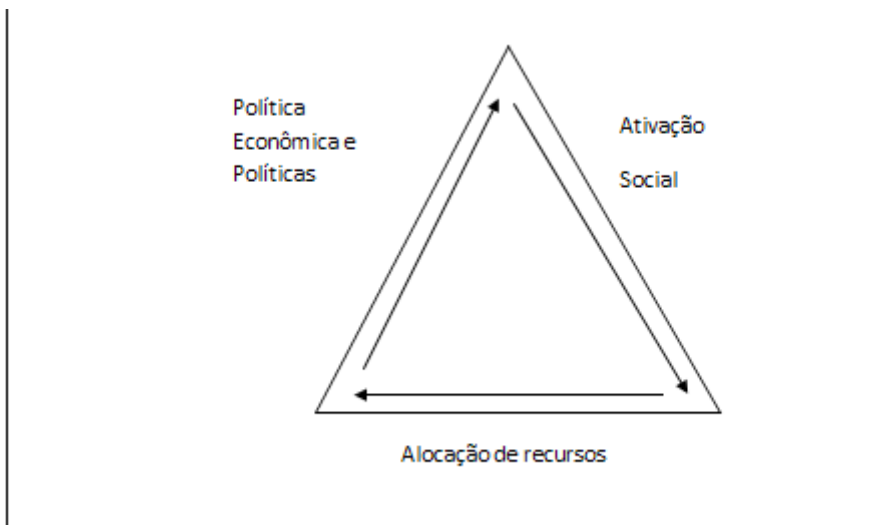 Política
Econômica e
Políticas
Ativação
Social
Alocação de recursos